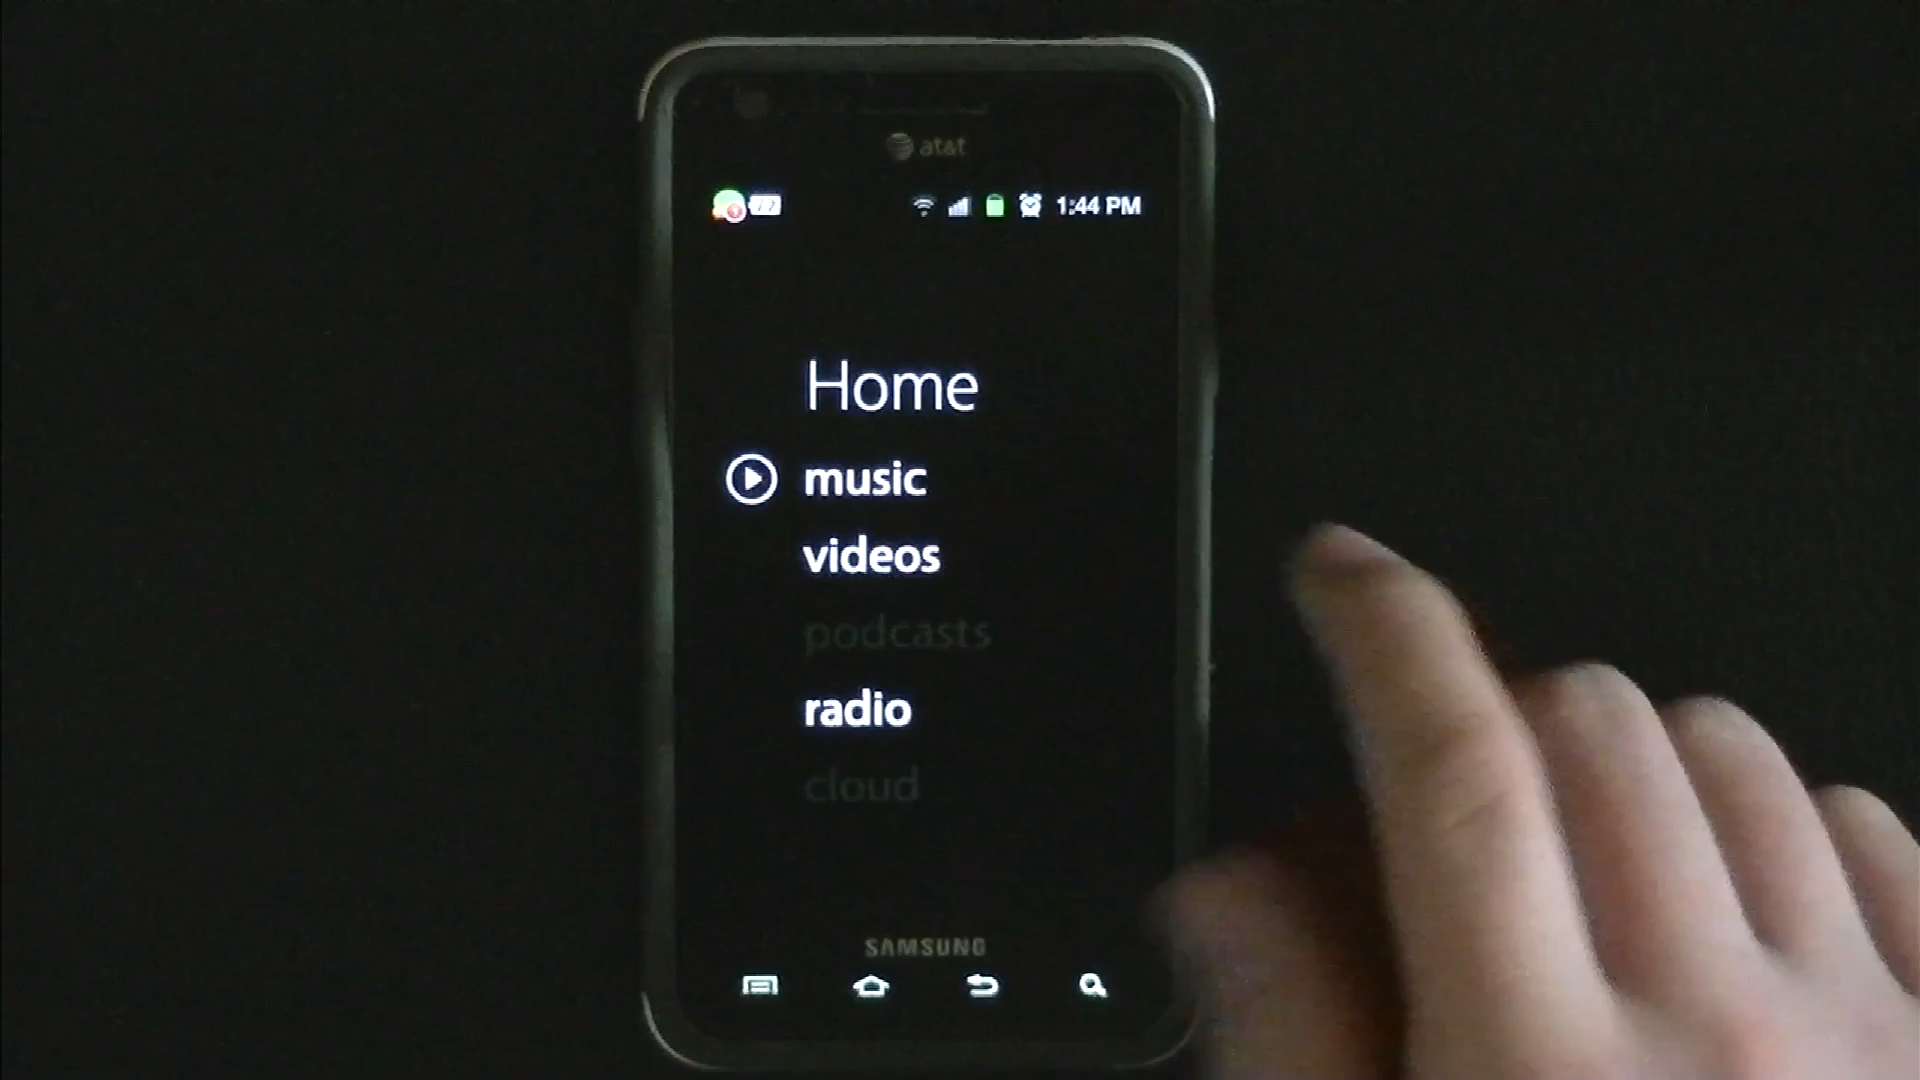 at&t
1:44 PM
Home
music
videos
podcasts
radio
cloud
SAMSUNG